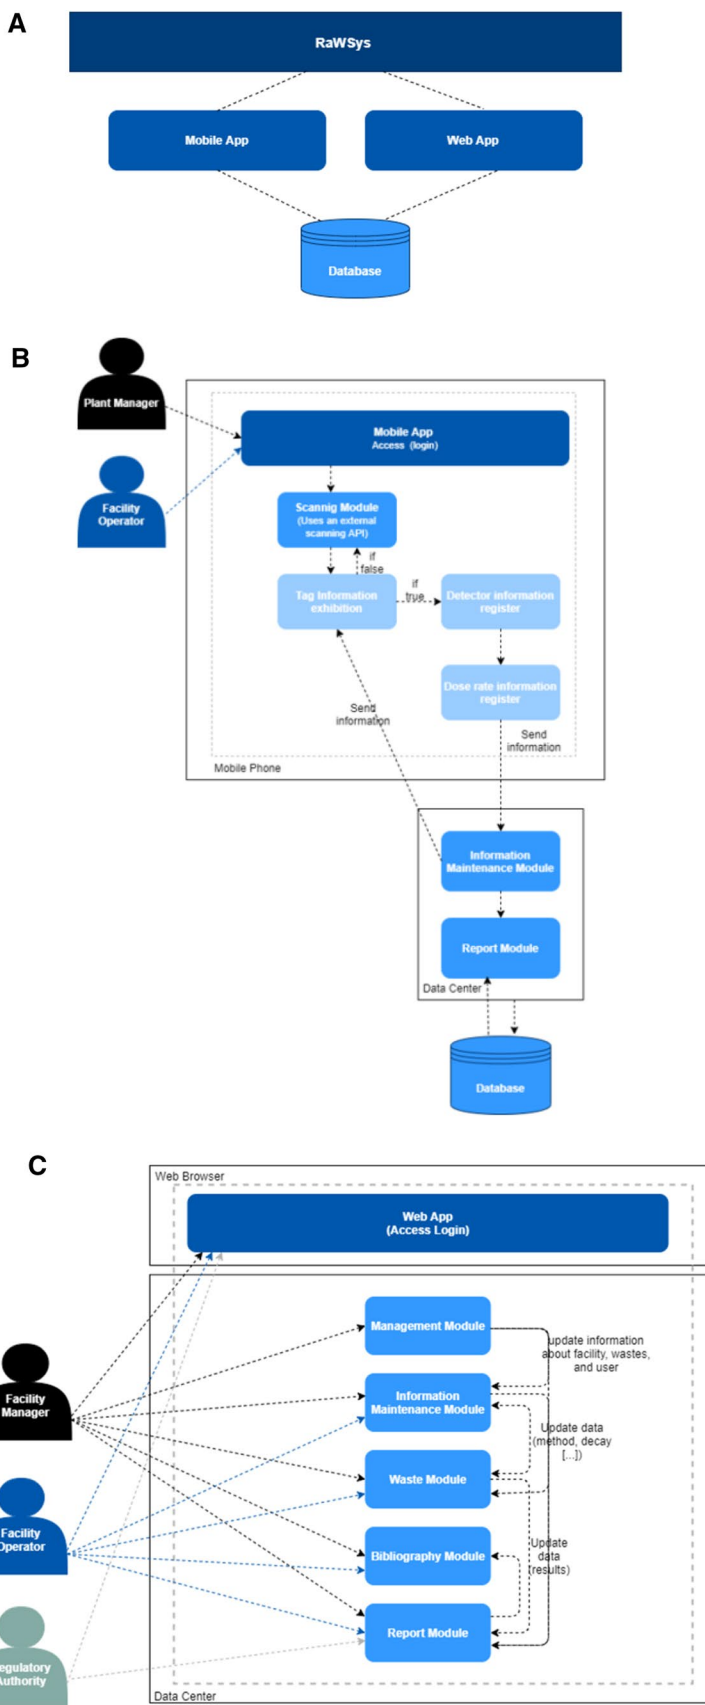 A
RaWSys
Mobile App
Web App
Database
B
Plant Manager
Facility
Operator
Mobile App
Access (login)
Scannig Module
(Uses an external
scanning API)
if
false
Tag Information
exhibition
if
true
Detector information
register
Dose rate information
register
Send
information
Send
information
Mobile Phone
Information
Maintenance Module
Report Module
Data Center
Database
C
Web Browser
Web App
(Access Login)
Management Module
update information
about facility, wastes,
and user
Facility
Manager
Information
Maintenance Module
Update data
(method, decay
[...])
Waste Module
Facility
Operator
Bibliography Module
Update
data
(results)
Report Module
egulatory
Authority
Data Center